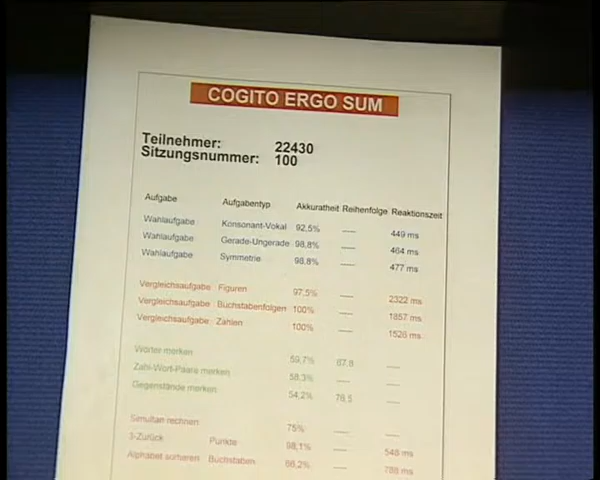 COGITO ERGO SUM
Teilnehmer: 22430
Sitzungsnummer: 100
Aufgabe Aufgabentyp Akkuratheit Reihenfolge Reaktionszeit
Wahlaufgabe Konsonant-Vokal 92,5% ---- 449 ms
Wahlaufgabe Gerade-Ungerade 98,8% ---- 464 ms
Wahlaufgabe Symmetrie 98,8% ---- 477 ms
Vergleichsaufgabe Figuren 97,5% ---- 2322 ms
Vergleichsaufgabe Buchstabenfolgen 100% ---- 1857 ms
Vergleichsaufgabe Zahlen 100% ---- 1526 ms
Wörter merken 59,7% 67,8 ----
Zahl-Wort-Paare merken 58,3% ---- ----
Gegenstände merken 54,2% 76,5 ----
Simultan rechnen 75% ---- ----
3-Zurück Punkte 98,1% ---- 548 ms
Alphabet sortieren Buchstaben 86,2% ---- 788 ms